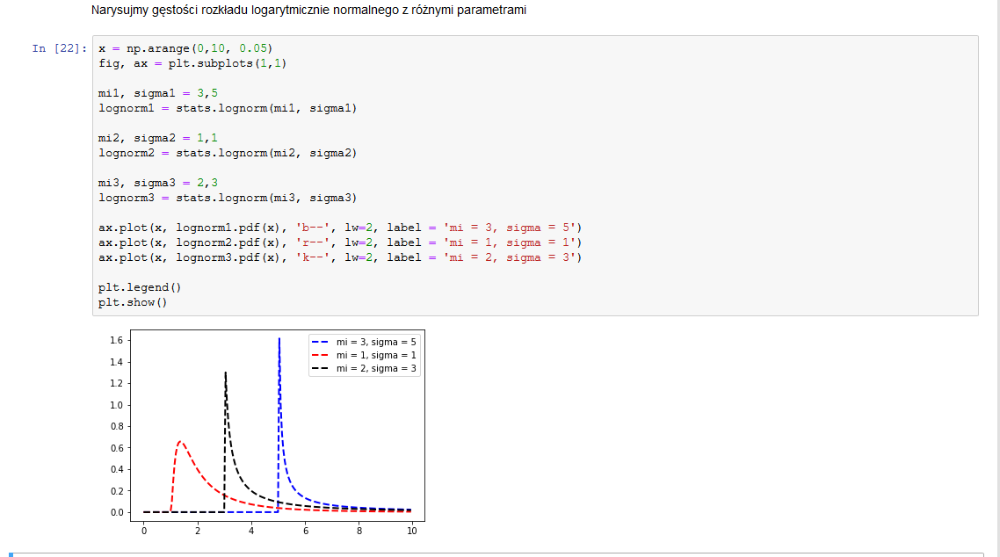 Narysujmy gęstości rozkładu logarytmicznie normalnego z różnymi parametrami
In [22]:
x = np.arange(0,10, 0.05)
fig, ax = plt.subplots(1,1)
mi1, sigma1 = 3,5
lognorm1 = stats.lognorm(mi1, sigma1)
mi2, sigma2 = 1,1
lognorm2 = stats.lognorm(mi2, sigma2)
mi3, sigma3 = 2,3
lognorm3 = stats.lognorm(mi3, sigma3)
ax.plot(x, lognorm1.pdf(x), 'b--', lw=2, label = 'mi = 3, sigma = 5')
ax.plot(x, lognorm2.pdf(x), 'r--', lw=2, label = 'mi = 1, sigma = 1')
ax.plot(x, lognorm3.pdf(x), 'k--', lw=2, label = 'mi = 2, sigma = 3')
plt.legend()
plt.show()
mi = 3, sigma = 5
mi = 1, sigma = 1
mi = 2, sigma = 3
1.6
1.4
1.2
1.0
0.8
0.6
0.4
0.2
0.0
0 2 4 6 8 10